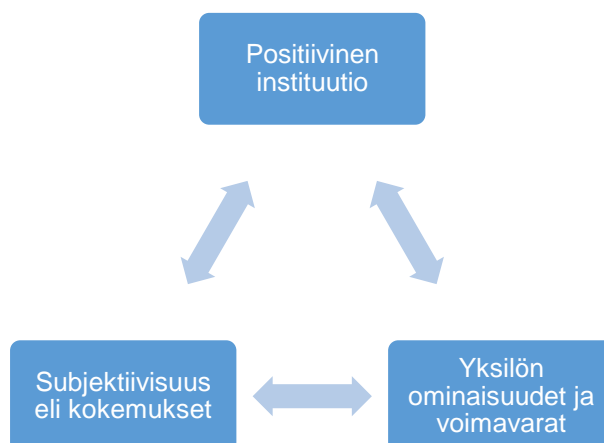 Positiivinen
instituutio
Subjektiivisuus
eli kokemukset
Yksilön
ominaisuudet ja
voimavarat